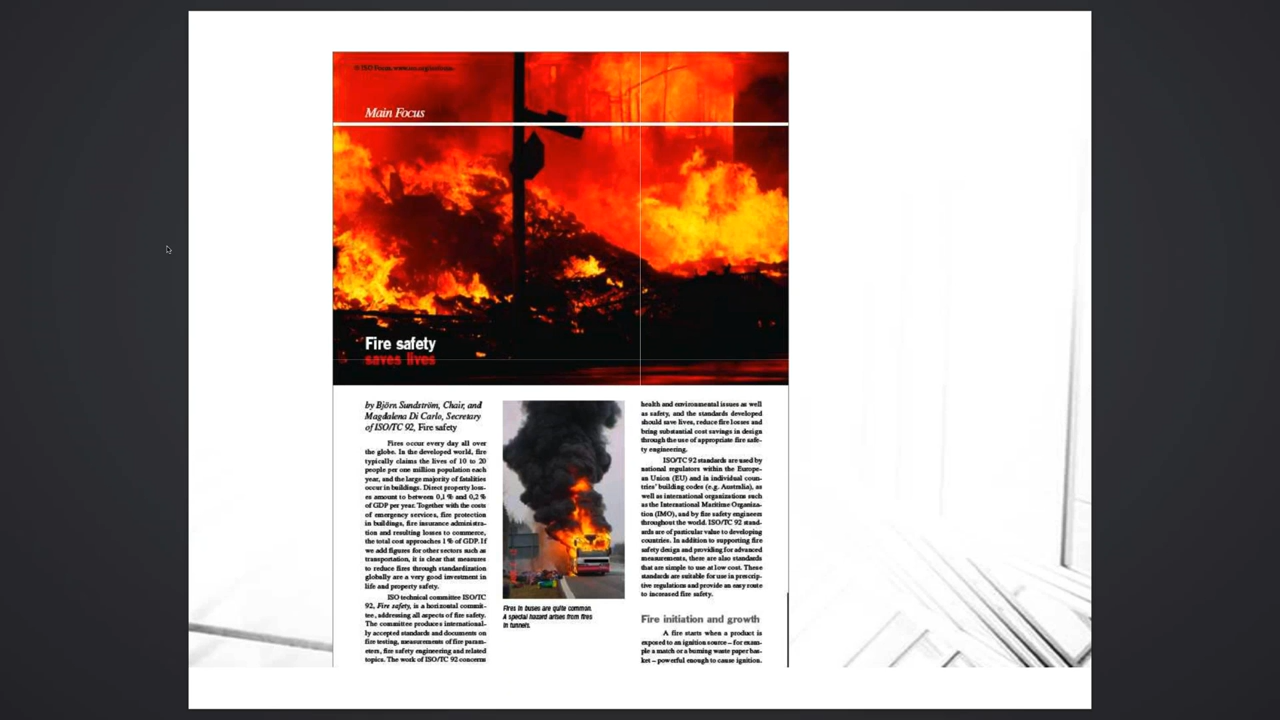 © ISO Focus, www.iso.org/isofocus
Main Focus
Fire safety
saves lives
by Björn Sundström, Chair, and
Magdalena Di Carlo, Secretary
of ISO/TC 92, Fire safety
Fires occur every day all over
the globe. In the developed world, fire
typically claims the lives of 10 to 20
people per one million population each
year, and the large majority of fatalities
occur in buildings. Direct property loss-
es amount to between 0,1 % and 0,2 %
of GDP per year. Together with the costs
of emergency services, fire protection
in buildings, fire insurance administra-
tion and resulting losses to commerce,
the total cost approaches 1 % of GDP. If
we add figures for other sectors such as
transportation, it is clear that measures
to reduce fires through standardization
globally are a very good investment in
life and property safety.
ISO technical committee ISO/TC
92, Fire safety, is a horizontal commit-
tee, addressing all aspects of fire safety.
The committee produces international-
ly accepted standards and documents on
fire testing, measurements of fire param-
eters, fire safety engineering and related
topics. The work of ISO/TC 92 concerns
Fires in buses are quite common.
A special hazard arises from fires
in tunnels.
health and environmental issues as well
as safety, and the standards developed
should save lives, reduce fire losses and
bring substantial cost savings in design
through the use of appropriate fire safe-
ty engineering.
ISO/TC 92 standards are used by
national regulators within the Europe-
an Union (EU) and in individual coun-
tries' building codes (e.g. Australia), as
well as international organizations such
as the International Maritime Organiza-
tion (IMO), and by fire safety engineers
throughout the world. ISO/TC 92 stand-
ards are of particular value to developing
countries. In addition to supporting fire
safety design and providing for advanced
measurements, there are also standards
that are simple to use at low cost. These
standards are suitable for use in prescrip-
tive regulations and provide an easy route
to increased fire safety.
Fire initiation and growth
A fire starts when a product is
exposed to an ignition source – for exam-
ple a match or a burning waste paper bas-
ket – powerful enough to cause ignition.